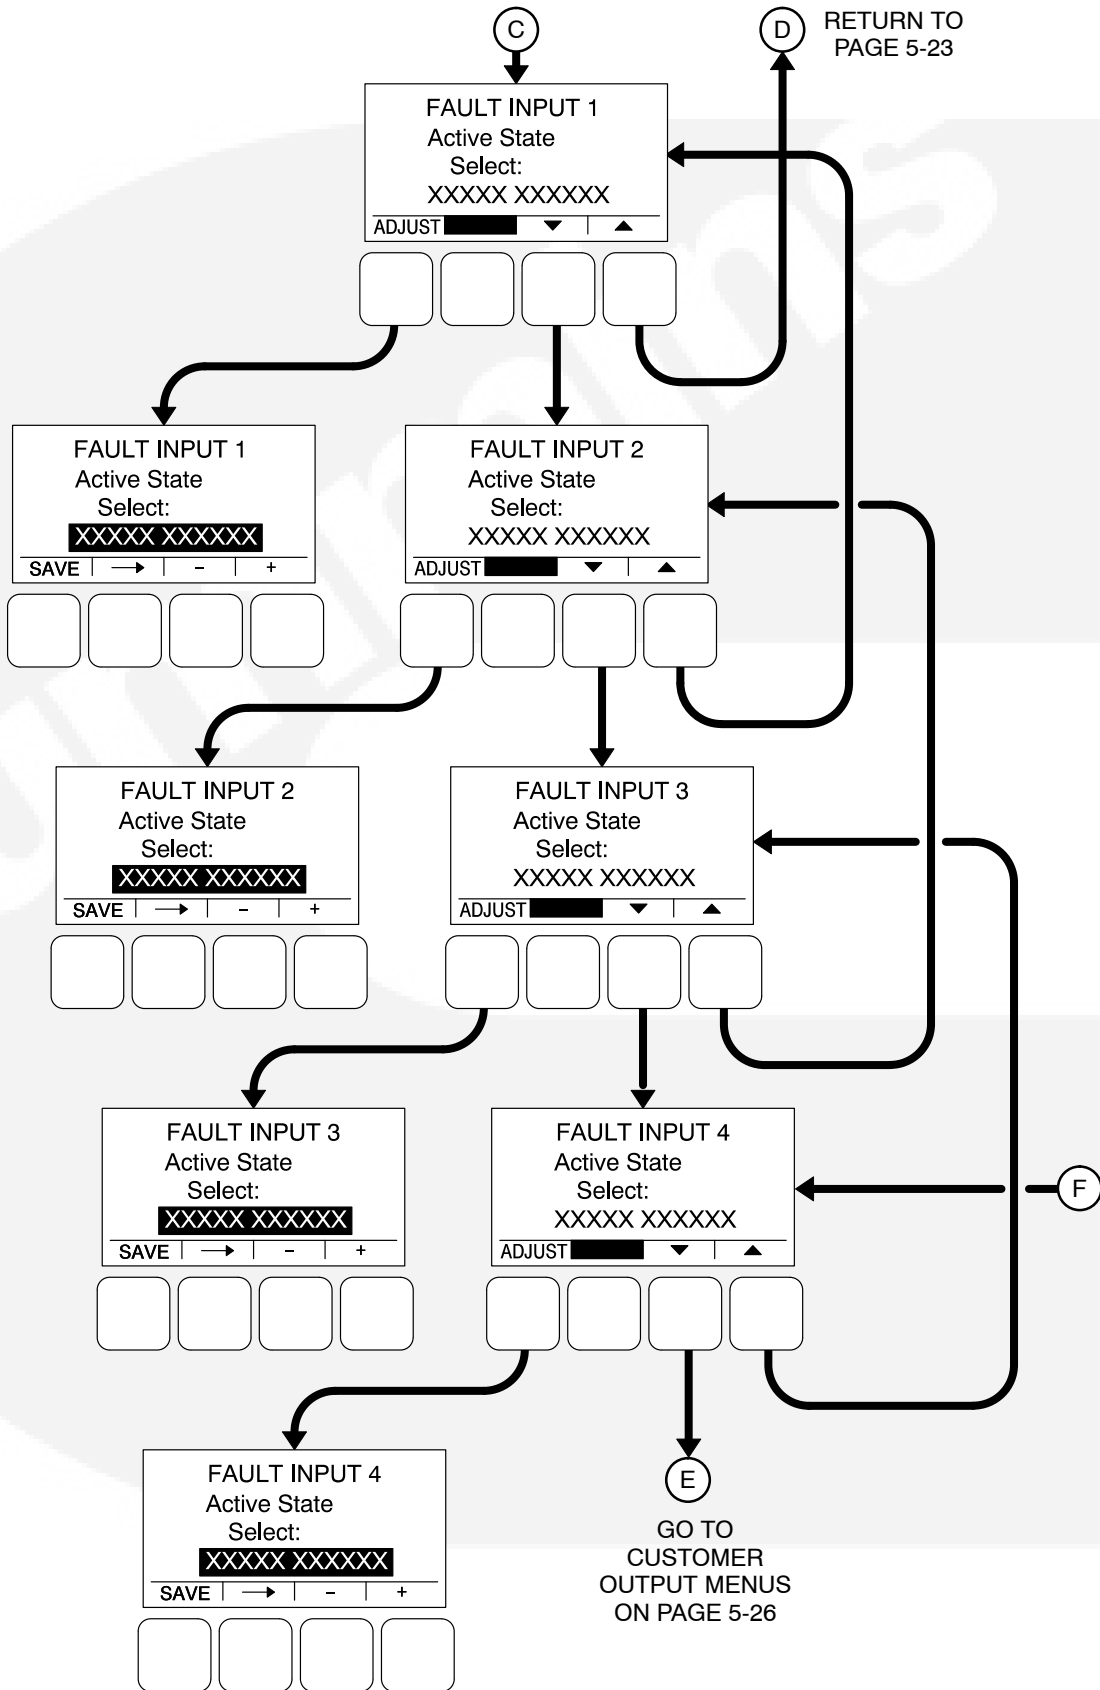 C
D
RETURN TO
PAGE 5-23
FAULT INPUT 1
Active State
Select:
XXXXX XXXXXX
ADJUST
FAULT INPUT 1
Active State
Select:
XXXXX XXXXXX
SAVE → - +
FAULT INPUT 2
Active State
Select:
XXXXX XXXXXX
ADJUST
FAULT INPUT 2
Active State
Select:
XXXXX XXXXXX
SAVE → - +
FAULT INPUT 3
Active State
Select:
XXXXX XXXXXX
ADJUST
FAULT INPUT 3
Active State
Select:
XXXXX XXXXXX
SAVE → - +
FAULT INPUT 4
Active State
Select:
XXXXX XXXXXX
ADJUST
F
FAULT INPUT 4
Active State
Select:
XXXXX XXXXXX
SAVE → - +
E
GO TO
CUSTOMER
OUTPUT MENUS
ON PAGE 5-26